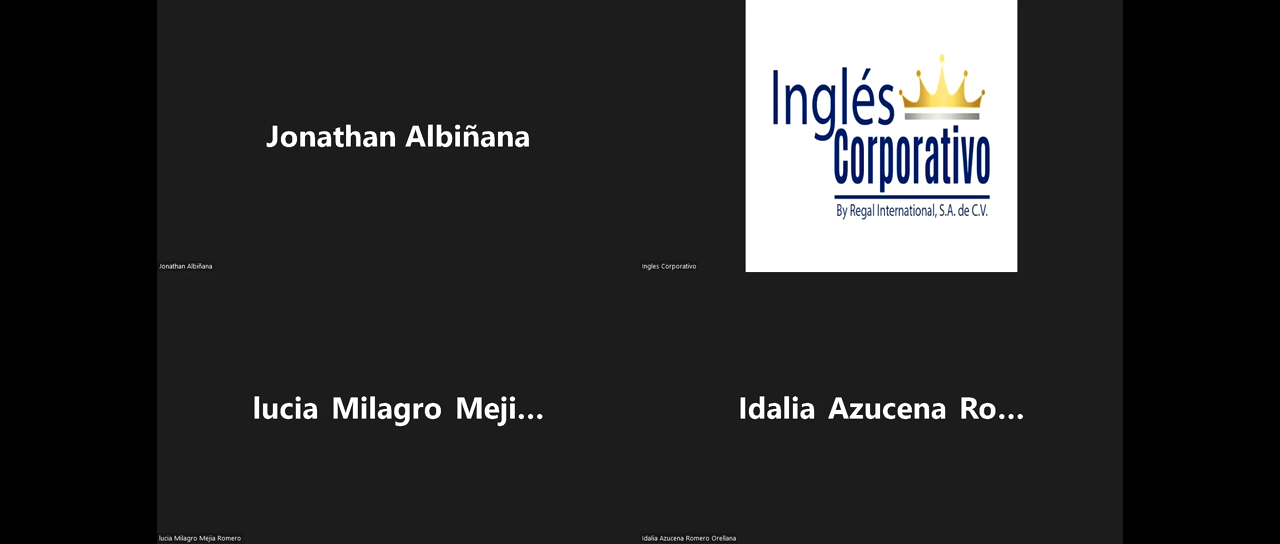 Jonathan Albiñana
Inglés
Corporativo
By Regal International, S.A. de C.V.
Jonathan Albiñana
Ingles Corporativo
lucia Milagro Meji...
Idalia Azucena Ro...
lucia Milagro Mejia Romero
Idalia Azucena Romero Orellana